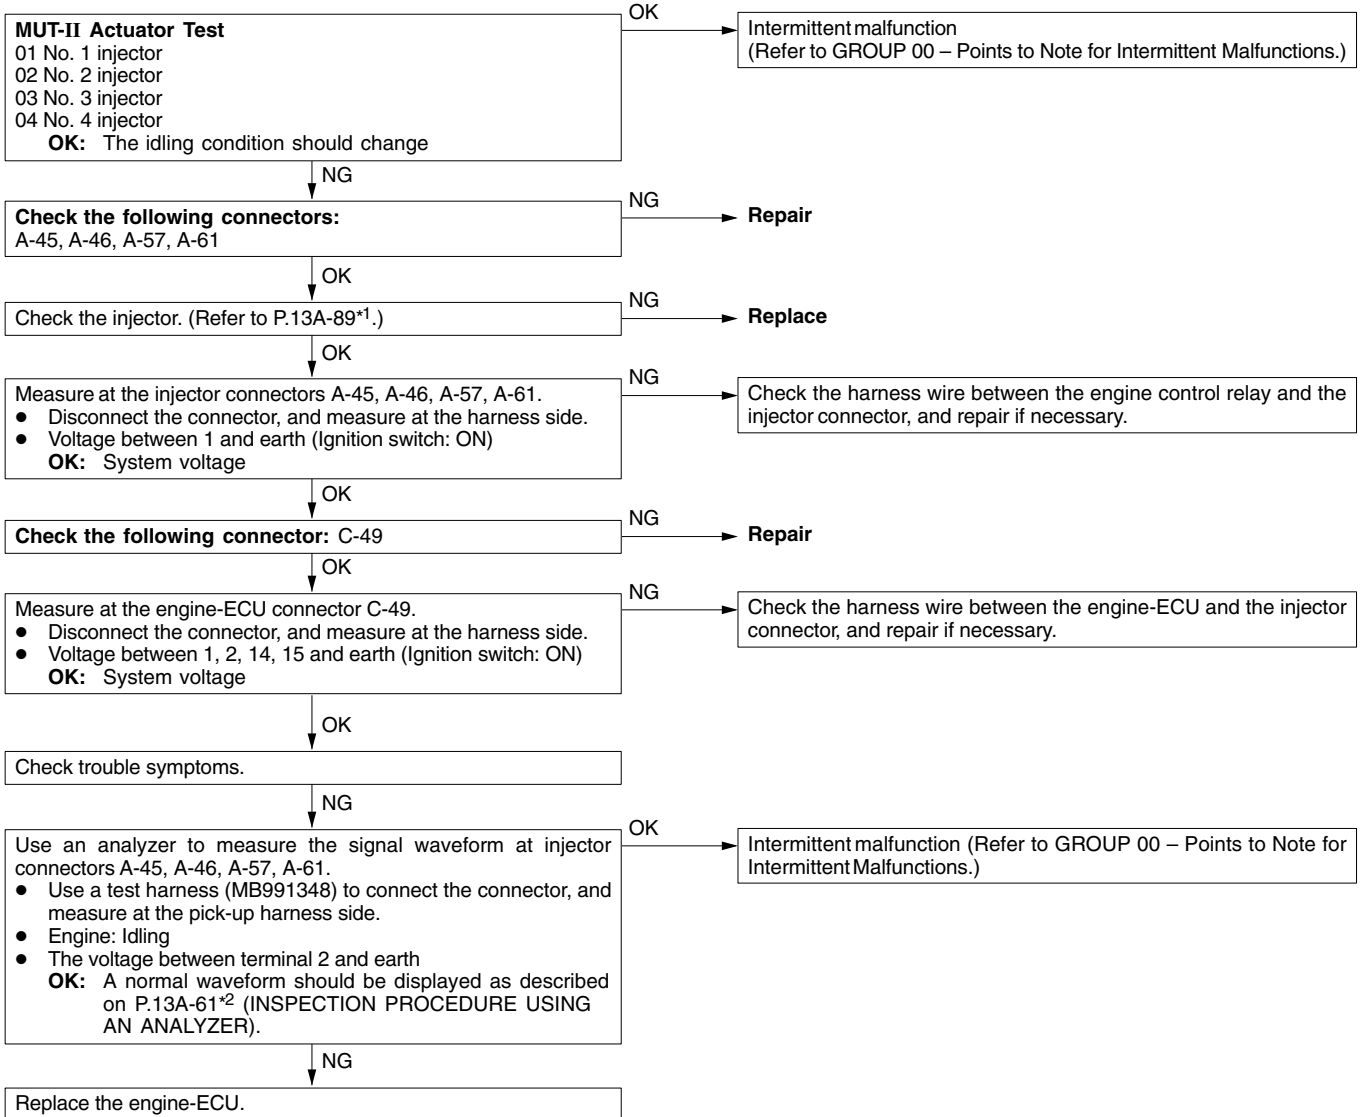 MUT-II Actuator Test
01 No. 1 injector
02 No. 2 injector
03 No. 3 injector
04 No. 4 injector
OK: The idling condition should change
OK
Intermittent malfunction
(Refer to GROUP 00 – Points to Note for Intermittent Malfunctions.)
NG
Check the following connectors:
A-45, A-46, A-57, A-61
NG
Repair
OK
Check the injector. (Refer to P.13A-89*1.)
NG
Replace
OK
Measure at the injector connectors A-45, A-46, A-57, A-61.
● Disconnect the connector, and measure at the harness side.
● Voltage between 1 and earth (Ignition switch: ON)
OK: System voltage
NG
Check the harness wire between the engine control relay and the
injector connector, and repair if necessary.
OK
Check the following connector: C-49
NG
Repair
OK
Measure at the engine-ECU connector C-49.
● Disconnect the connector, and measure at the harness side.
● Voltage between 1, 2, 14, 15 and earth (Ignition switch: ON)
OK: System voltage
NG
Check the harness wire between the engine-ECU and the injector
connector, and repair if necessary.
OK
Check trouble symptoms.
NG
Use an analyzer to measure the signal waveform at injector
connectors A-45, A-46, A-57, A-61.
● Use a test harness (MB991348) to connect the connector, and
measure at the pick-up harness side.
● Engine: Idling
● The voltage between terminal 2 and earth
OK: A normal waveform should be displayed as described
on P.13A-61*2 (INSPECTION PROCEDURE USING
AN ANALYZER).
OK
Intermittent malfunction (Refer to GROUP 00 – Points to Note for
Intermittent Malfunctions.)
NG
Replace the engine-ECU.